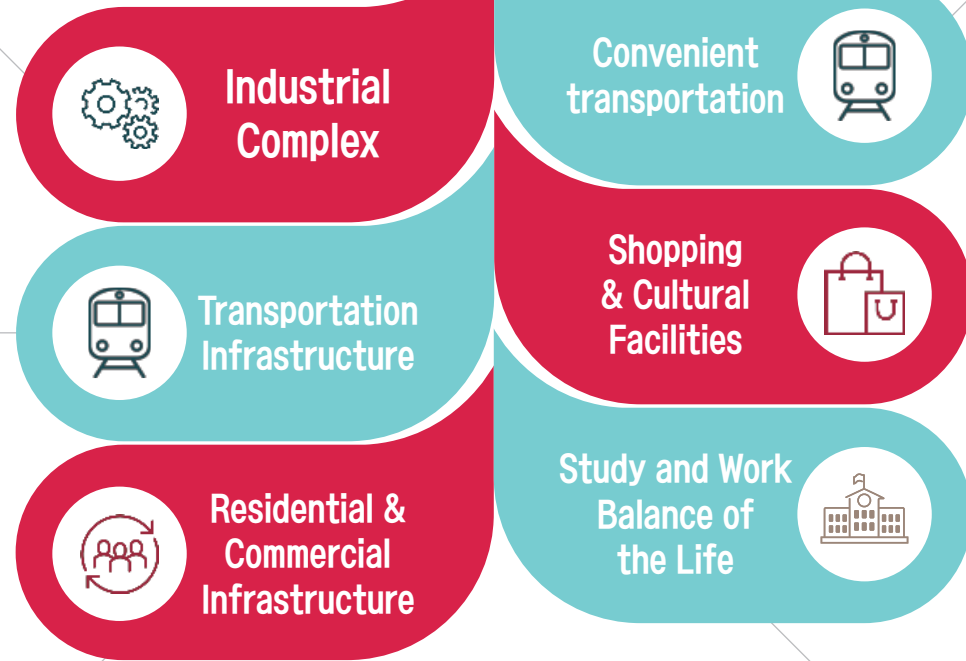 Industrial
Complex
Transportation
Infrastructure
Residential &
Commercial
Infrastructure
Convenient
transportation
Shopping
& Cultural
Facilities
Study and Work
Balance of
the Life